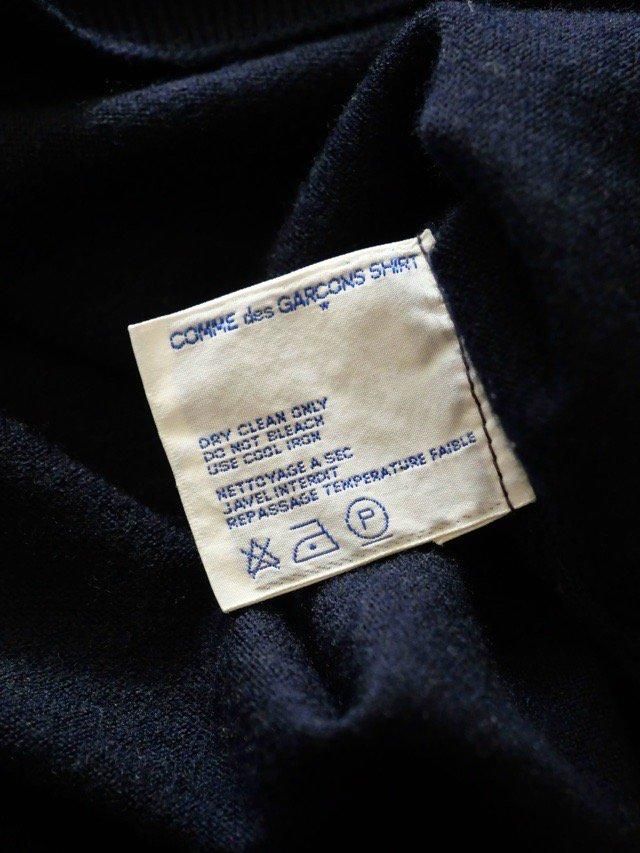 COMME des GARCONS SHIRT
*
DRY CLEAN ONLY
DO NOT BLEACH
USE COOL IRON
NETTOYAGE A SEC
JAVEL INTERDIT
REPASSAGE TEMPERATURE FAIBLE
P